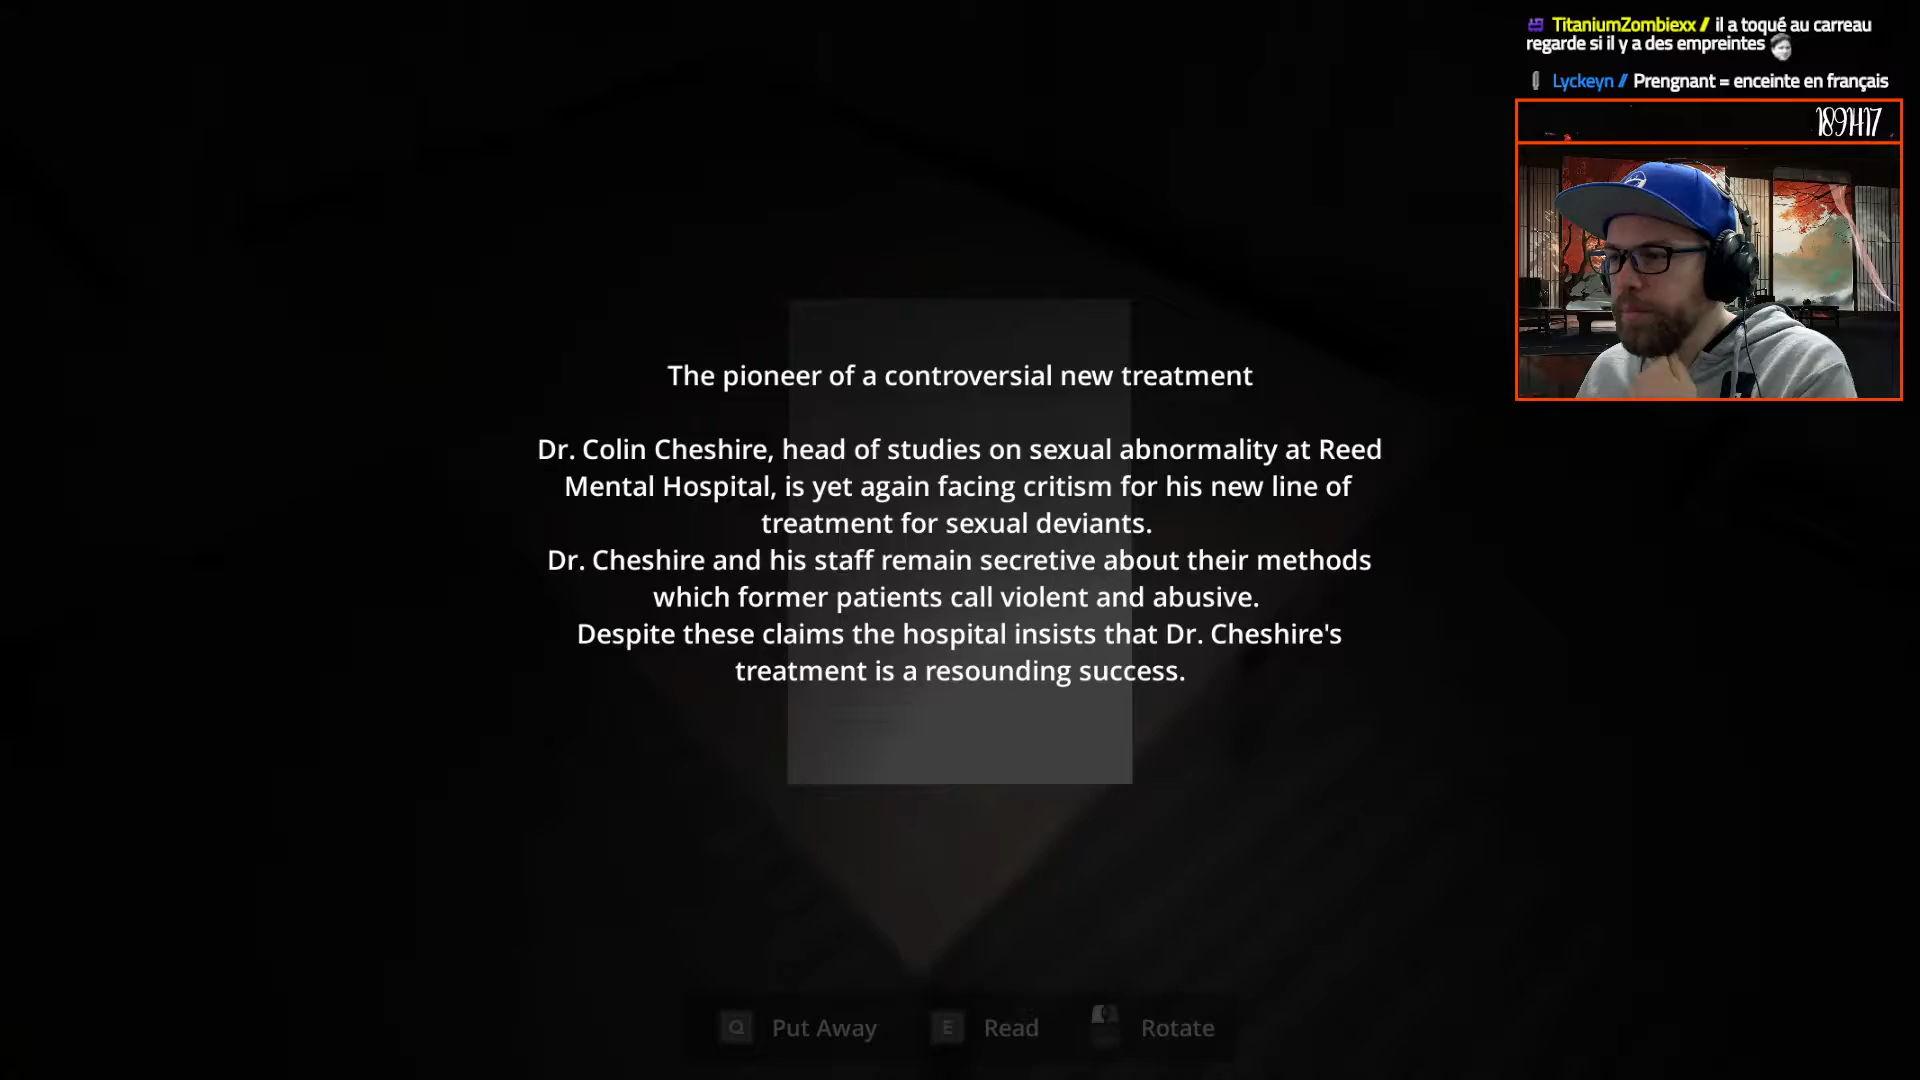 TitaniumZombiexx // il a toqué au carreau
regarde si il y a des empreintes
Lyckeyn // Prengnant = enceinte en français
189H17
The pioneer of a controversial new treatment
Dr. Colin Cheshire, head of studies on sexual abnormality at Reed
Mental Hospital, is yet again facing critism for his new line of
treatment for sexual deviants.
Dr. Cheshire and his staff remain secretive about their methods
which former patients call violent and abusive.
Despite these claims the hospital insists that Dr. Cheshire's
treatment is a resounding success.
Q Put Away E Read Rotate